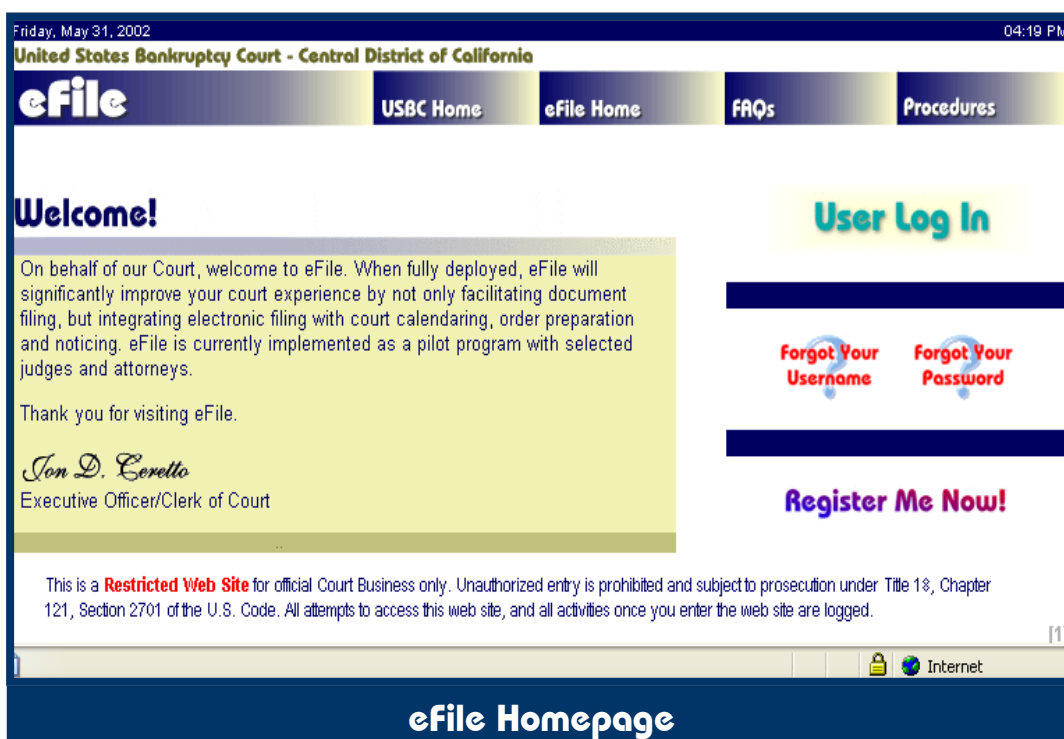 Friday, May 31, 2002 04:19 PM
United States Bankruptcy Court - Central District of California
eFile USBC Home eFile Home FAQs Procedures
Welcome!
User Log In
On behalf of our Court, welcome to eFile. When fully deployed, eFile will
significantly improve your court experience by not only facilitating document
filing, but integrating electronic filing with court calendaring, order preparation
and noticing. eFile is currently implemented as a pilot program with selected
judges and attorneys.
Thank you for visiting eFile.
Jon D. Ceretto
Executive Officer/Clerk of Court
..
Forgot Your
Username
Forgot Your
Password
Register Me Now!
This is a Restricted Web Site for official Court Business only. Unauthorized entry is prohibited and subject to prosecution under Title 18, Chapter
121, Section 2701 of the U.S. Code. All attempts to access this web site, and all activities once you enter the web site are logged.
[1
Internet
eFile Homepage